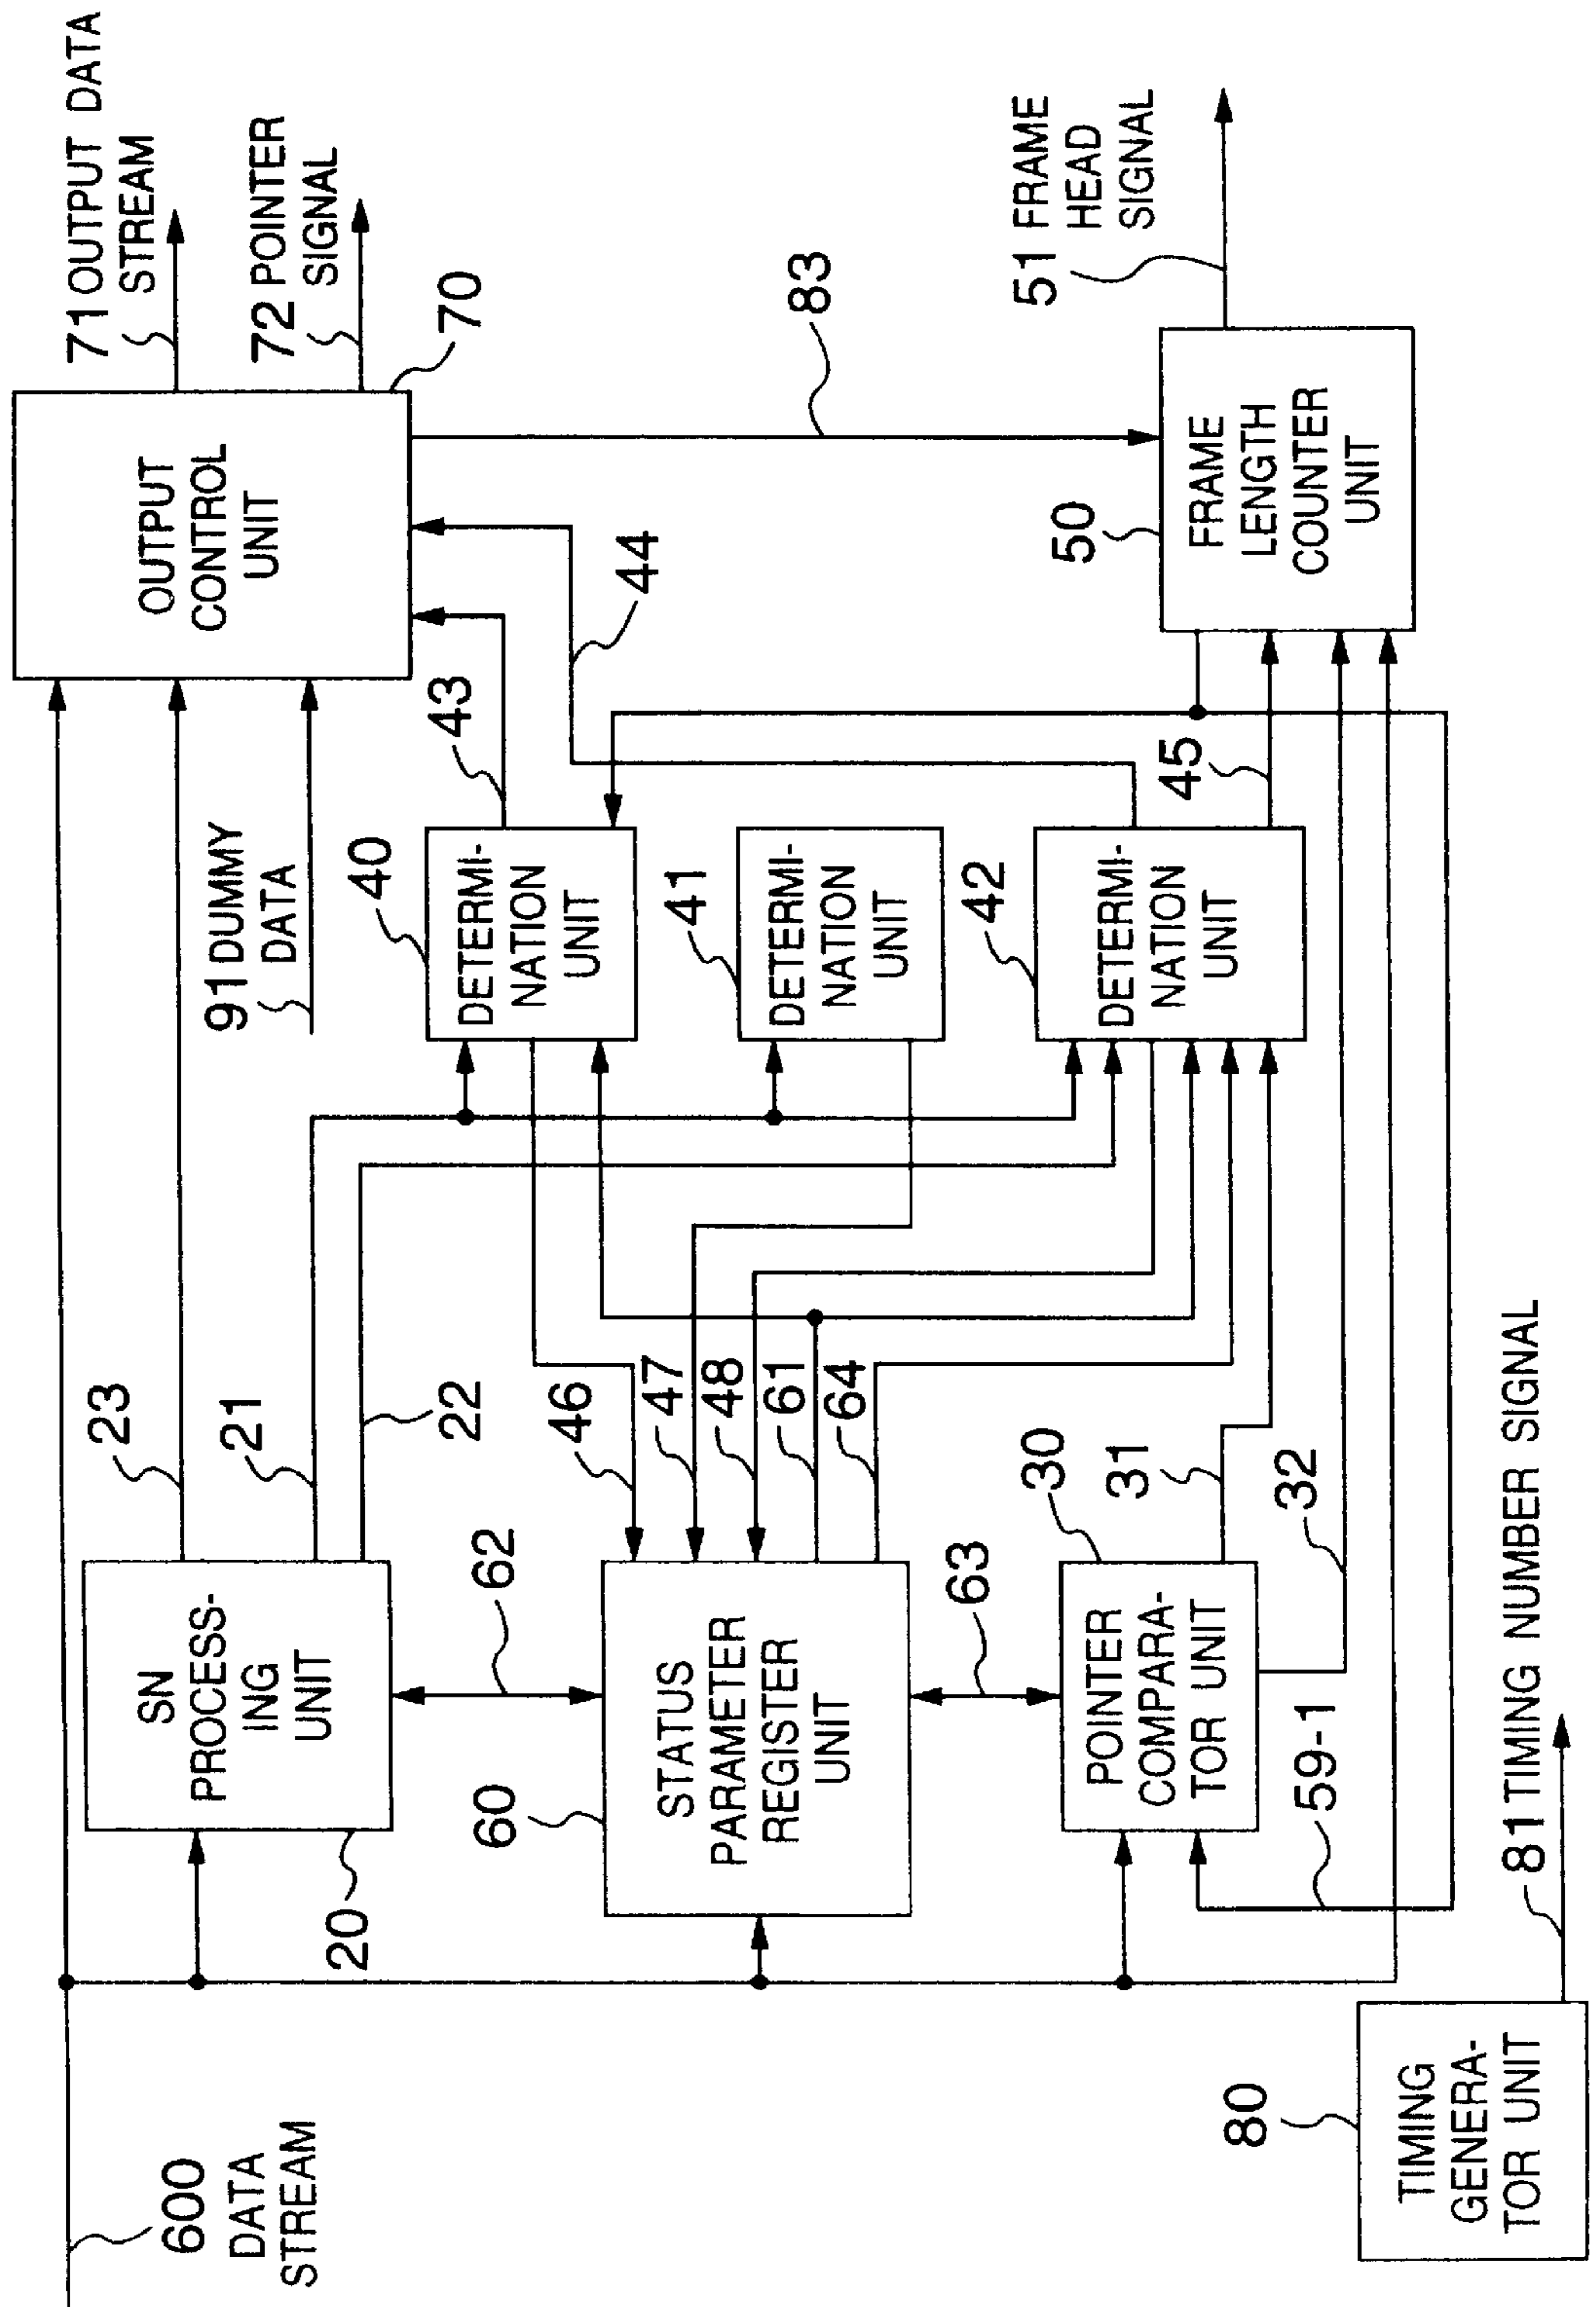 600
DATA
STREAM
20
SN
PROCESS-
ING
UNIT
23
21
22
62
60
STATUS
PARAMETER
REGISTER
UNIT
46
47
48
61
64
63
30
POINTER
COMPARA-
TOR UNIT
31
32
59-1
80
TIMING
GENERA-
TOR UNIT
81 TIMING NUMBER SIGNAL
91 DUMMY
DATA
40
DETERMI-
NATION
UNIT
43
41
DETERMI-
NATION
UNIT
42
DETERMI-
NATION
UNIT
44
45
OUTPUT
CONTROL
UNIT
70
71 OUTPUT DATA
STREAM
72 POINTER
SIGNAL
83
50
FRAME
LENGTH
COUNTER
UNIT
51 FRAME
HEAD
SIGNAL